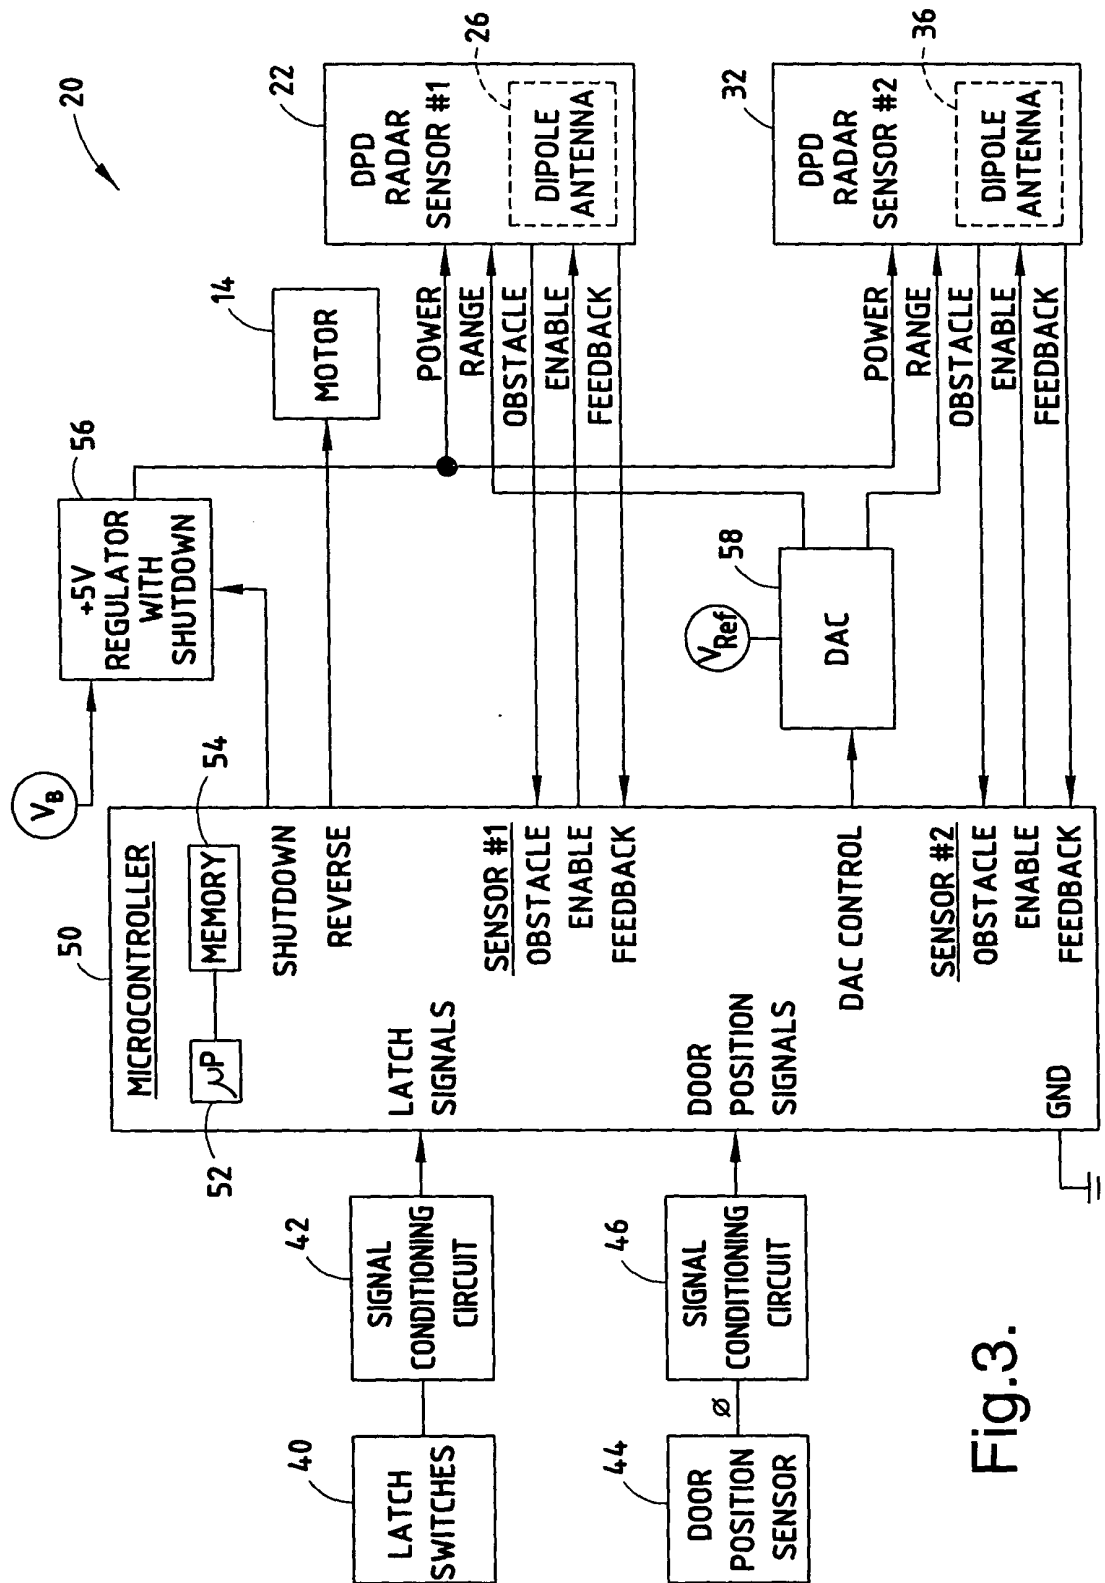 20
56
+5V
REGULATOR
WITH
SHUTDOWN
VB
14
MOTOR
22
DPD
RADAR
SENSOR #1
26
DIPOLE
ANTENNA
POWER
RANGE
OBSTACLE
ENABLE
FEEDBACK
32
DPD
RADAR
SENSOR #2
36
DIPOLE
ANTENNA
POWER
RANGE
OBSTACLE
ENABLE
FEEDBACK
58
VRef
DAC
50
MICROCONTROLLER
52
μP
54
MEMORY
SHUTDOWN
REVERSE
LATCH
SIGNALS
SENSOR #1
OBSTACLE
ENABLE
FEEDBACK
DOOR
POSITION
SIGNALS
DAC CONTROL
SENSOR #2
OBSTACLE
ENABLE
FEEDBACK
GND
42
SIGNAL
CONDITIONING
CIRCUIT
46
SIGNAL
CONDITIONING
CIRCUIT
40
LATCH
SWITCHES
ø
44
DOOR
POSITION
SENSOR
Fig.3.